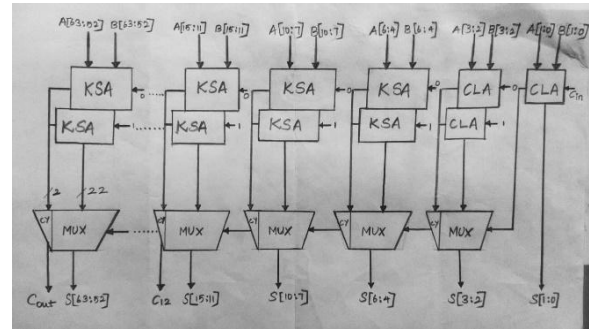 A[63:52] B[63:52] A[15:11] B[15:11] A[10:7] B[10:7] A[6:4] B[6:4] A[3:2] B[3:2] A[1:0] B[1:0]
KSA 0 KSA 0 KSA 0 KSA 0 CLA 0 CLA Cin
KSA 1 KSA 1 KSA 1 KSA 1 CLA 1
2 22
CY MUX CY MUX MUX CY MUX CY MUX
Cout S[63:52] C12 S[15:11] S[10:7] S[6:4] S[3:2] S[1:0]